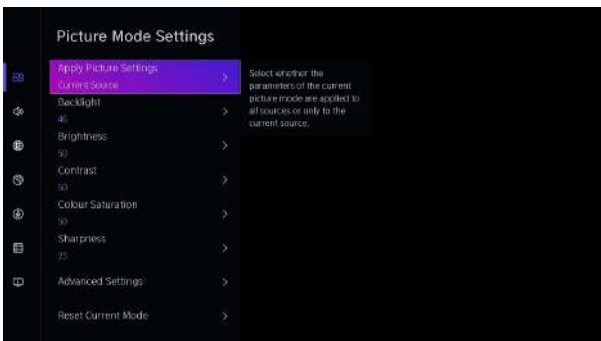 Picture Mode Settings
Apply Picture Settings
Current Source
Select whether the
parameters of the current
picture mode are applied to
all sources or only to the
current source.
Backlight
46
Brightness
50
Contrast
50
Colour Saturation
50
Sharpness
25
Advanced Settings
Reset Current Mode